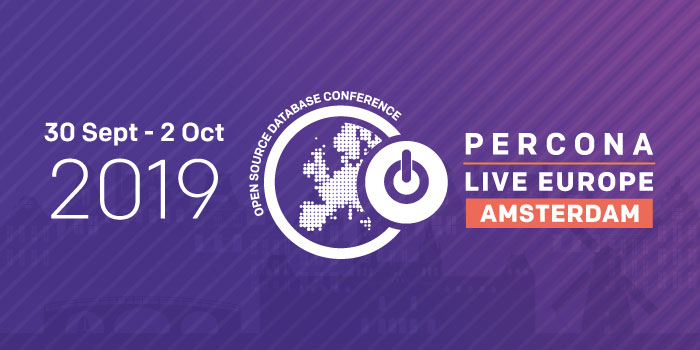 30 Sept - 2 Oct
2019
OPEN SOURCE DATABASE CONFERENCE
PERCONA
LIVE EUROPE
AMSTERDAM